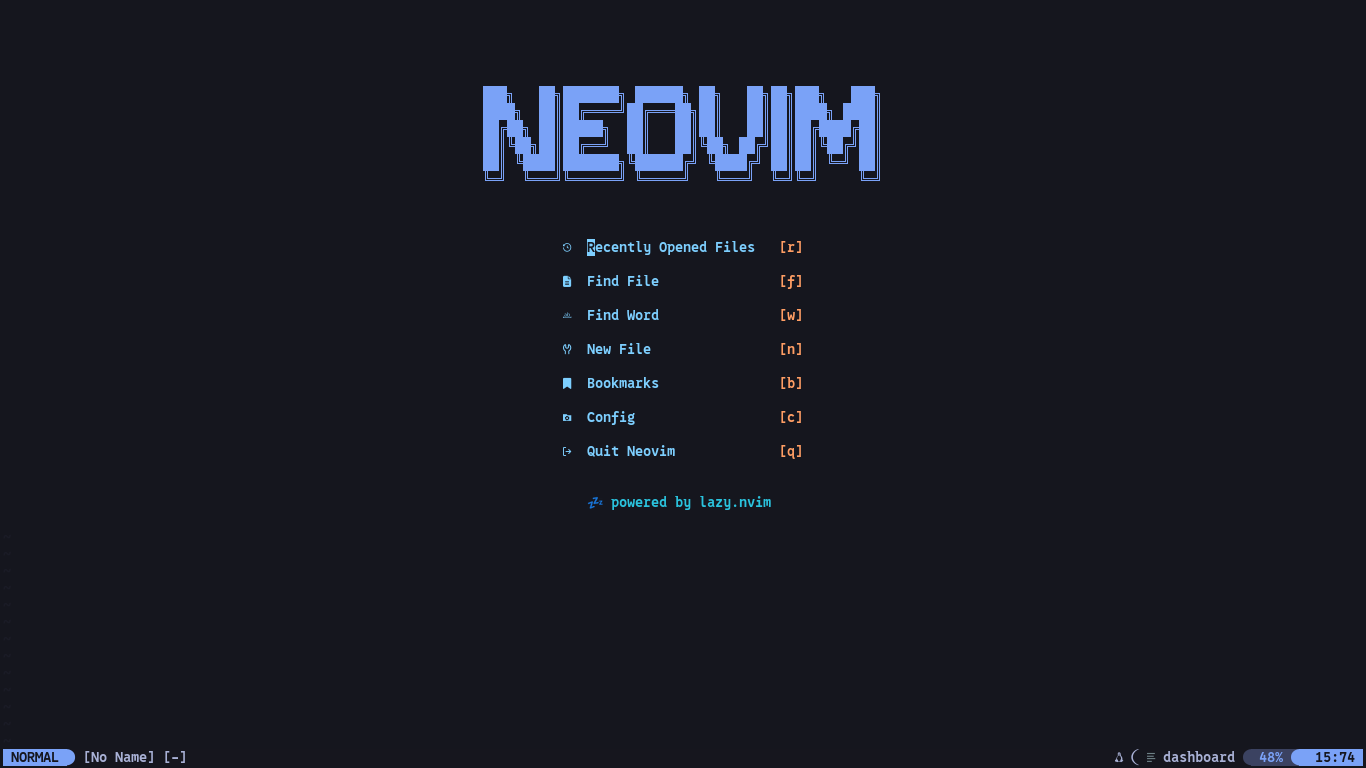 NEOVIM
Recently Opened Files [r]
Find File [f]
Find Word [w]
New File [n]
Bookmarks [b]
Config [c]
Quit Neovim [q]
💤 powered by lazy.nvim
NORMAL [No Name] [-] dashboard 48% 15:74